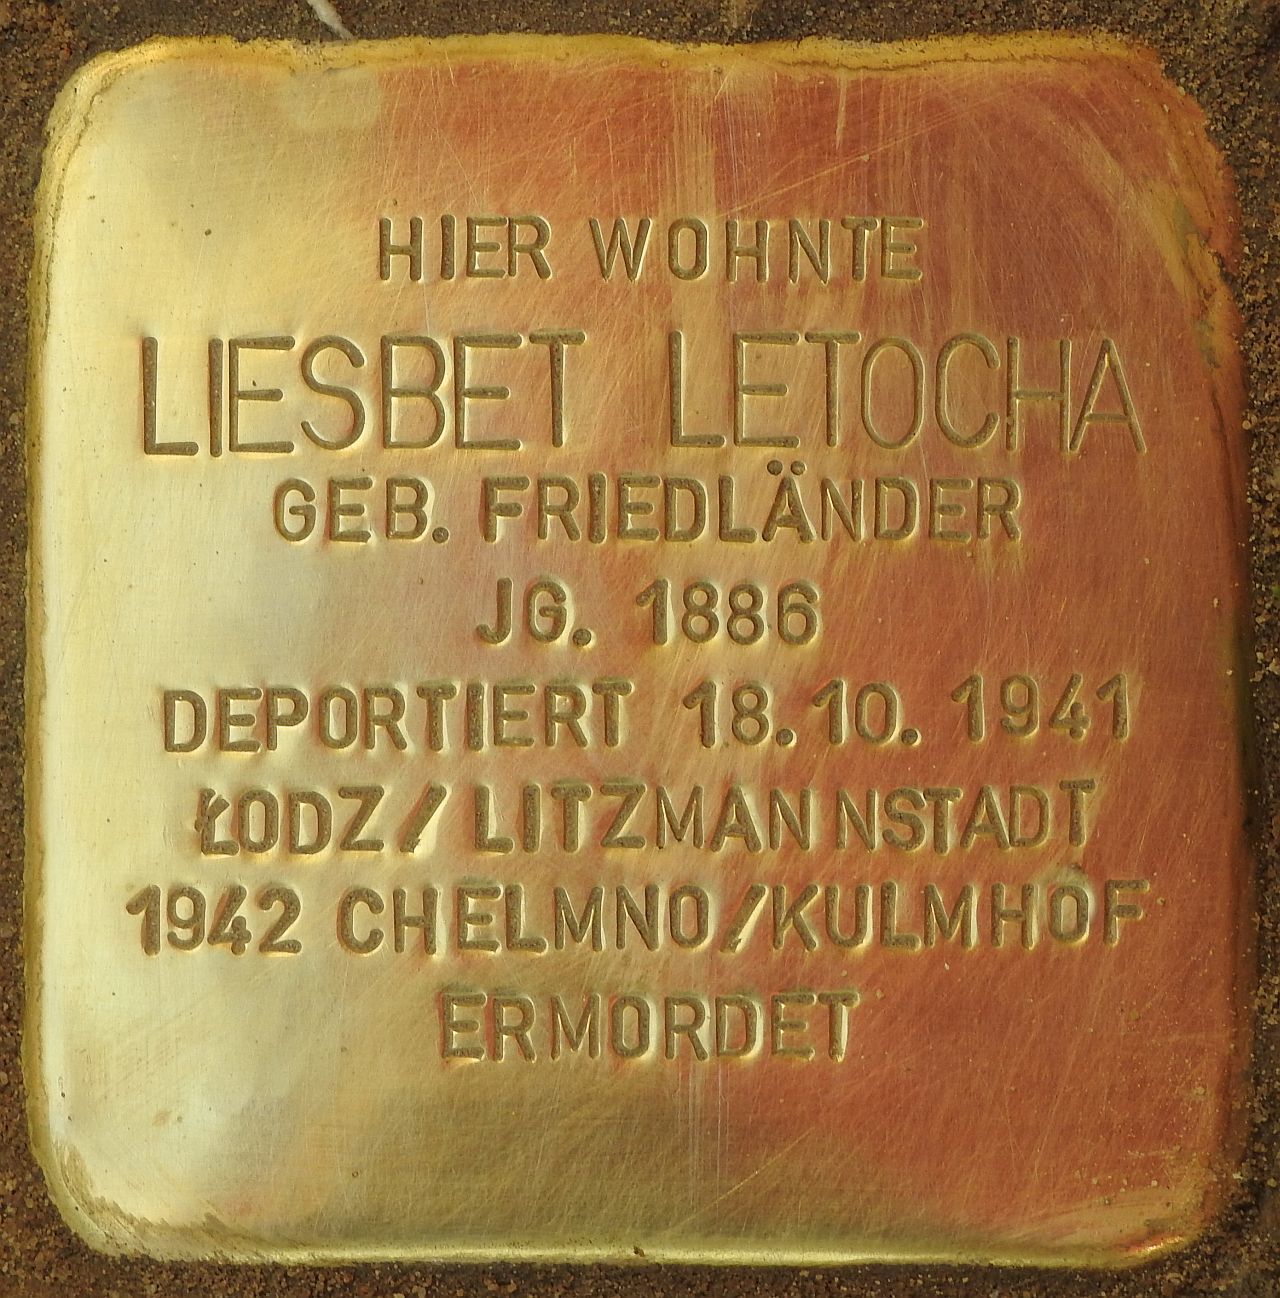 HIER WOHNTE
LIESBET LETOCHA
GEB. FRIEDLÄNDER
JG. 1886
DEPORTIERT 18.10.1941
ŁODZ/LITZMANNSTADT
1942 CHELMNO/KULMHOF
ERMORDET